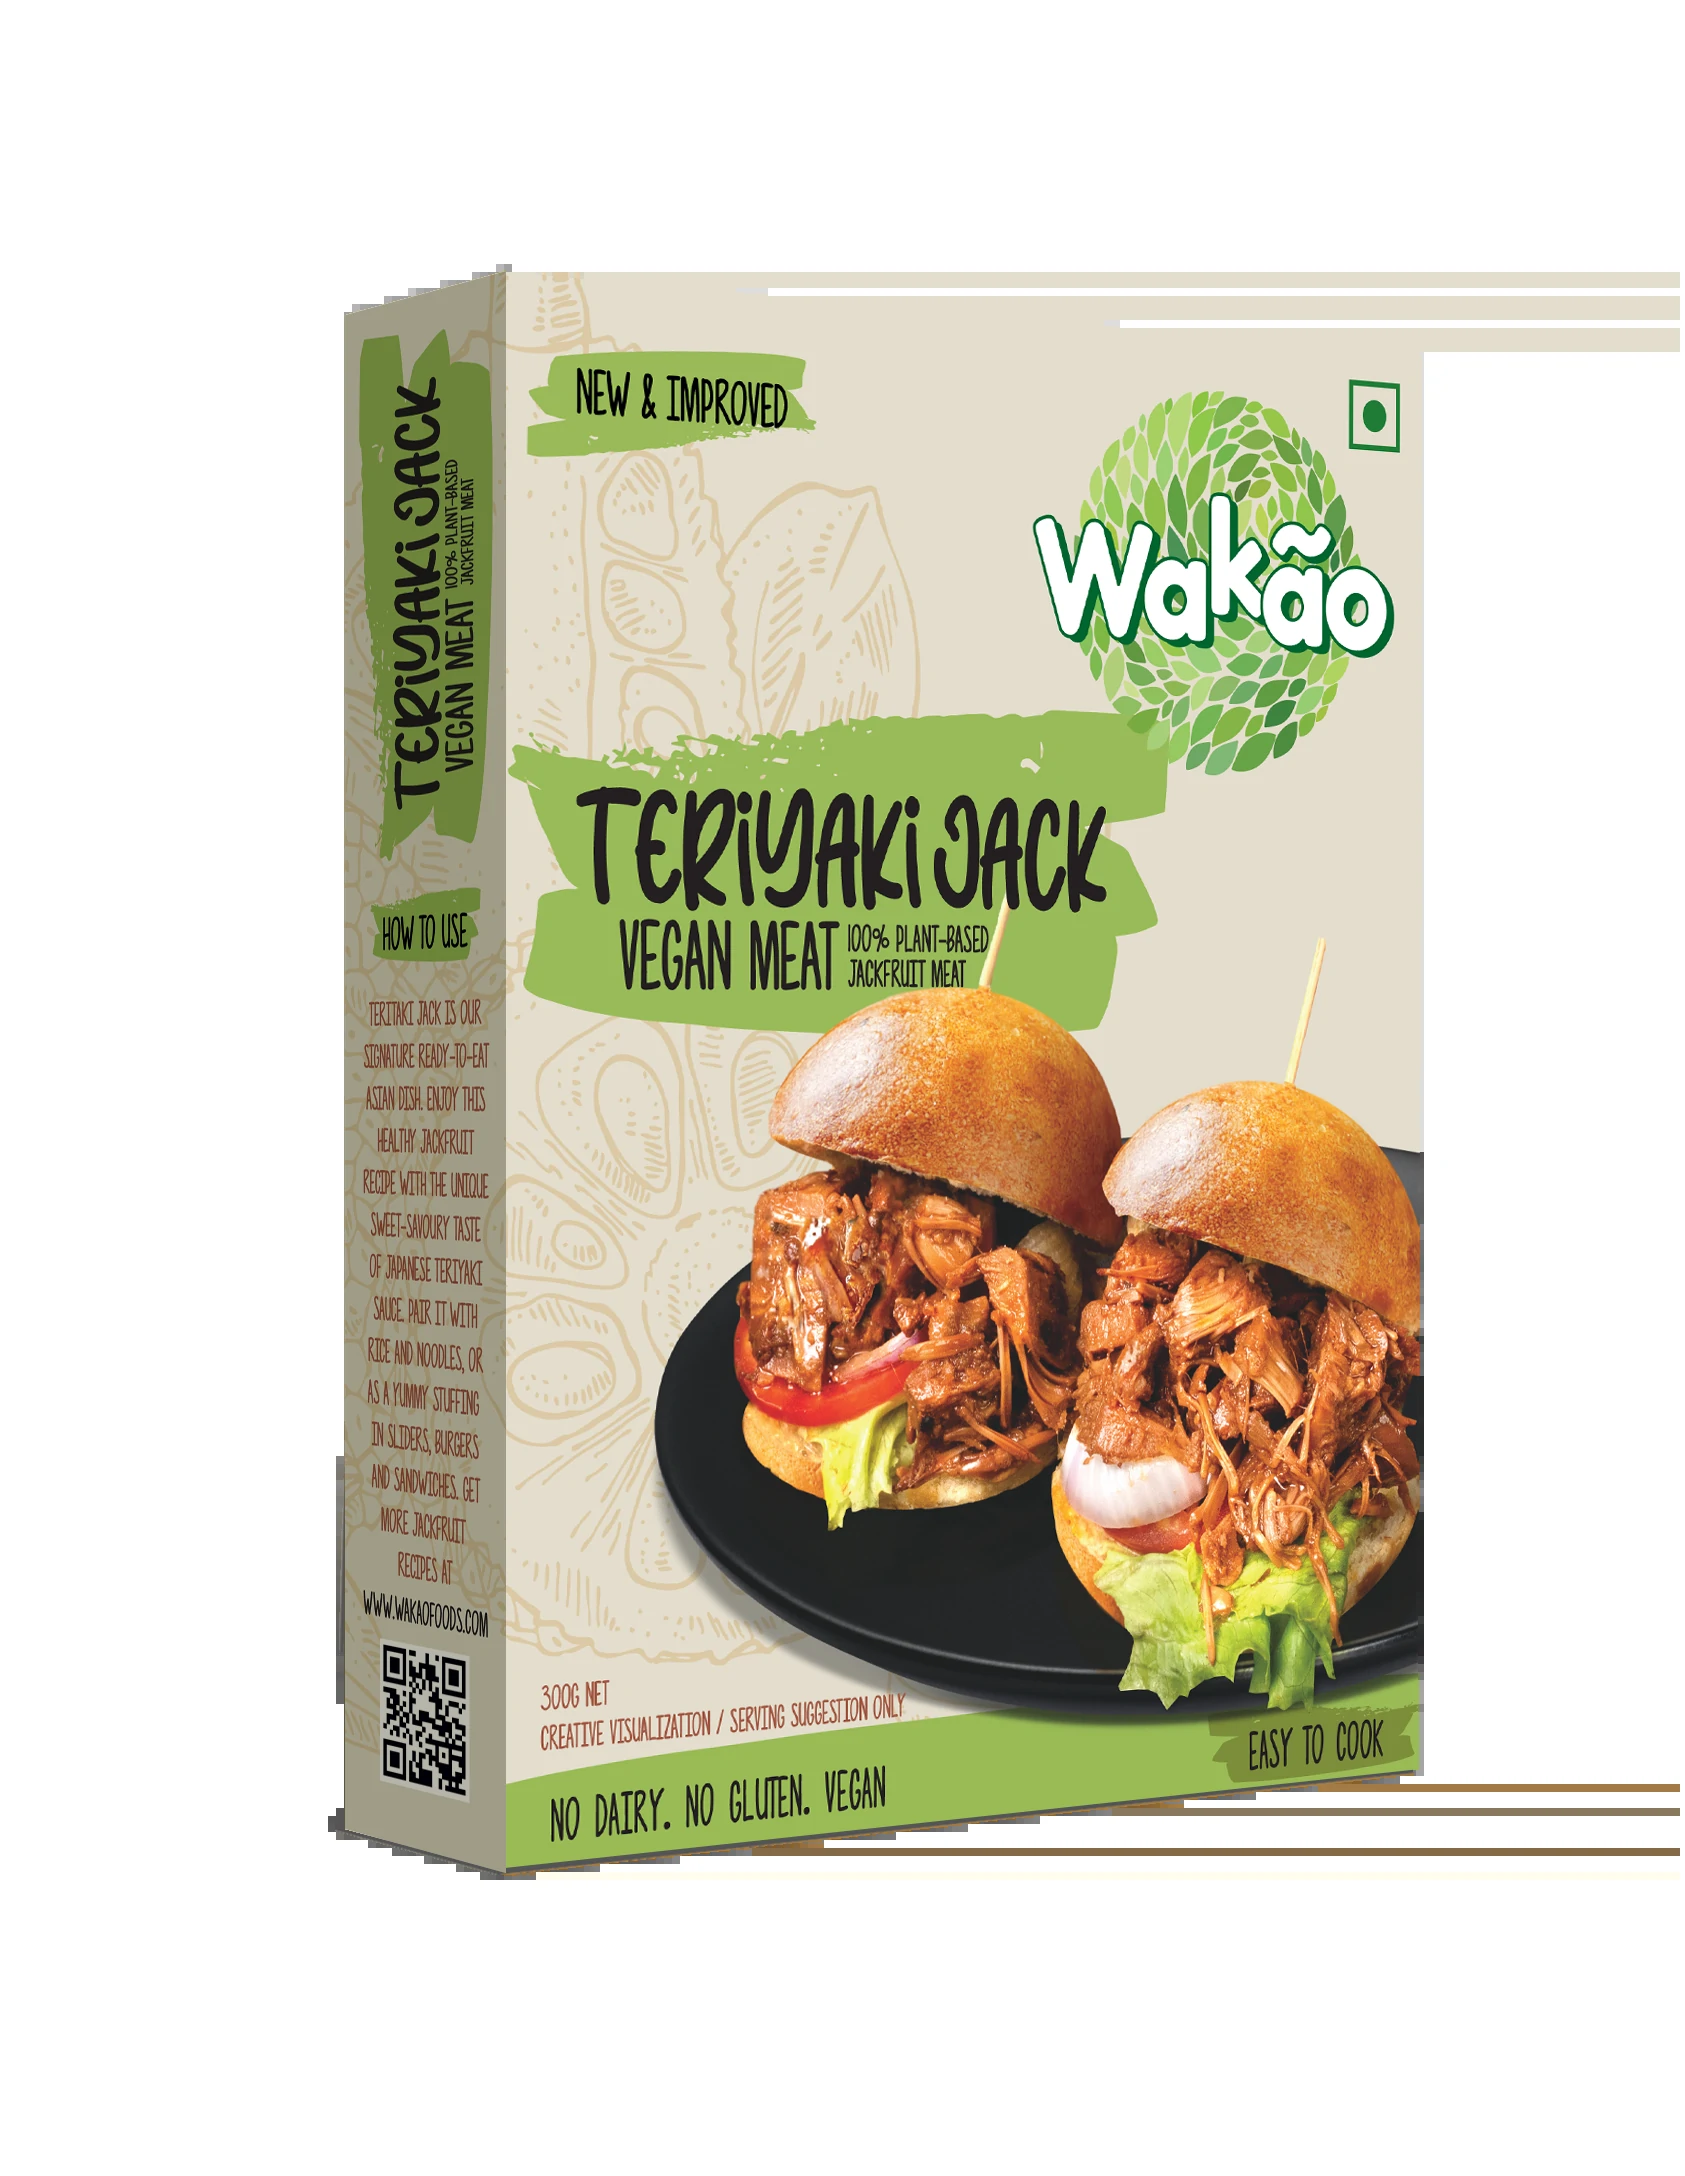 TERiYAKi JACK
VEGAN MEAT
100% PLANT-BASED
JACKFRUIT MEAT
HOW TO USE
TERITAKI JACK IS OUR
SIGNATURE READY-TO-EAT
ASIAN DISH. ENJOY THIS
HEALTHY JACKFRUIT
RECIPE WITH THE UNIQUE
SWEET-SAVOURY TASTE
OF JAPANESE TERIYAKI
SAUCE. PAIR IT WITH
RICE AND NOODLES, OR
AS A YUMMY STUFFING
IN SLIDERS, BURGERS
AND SANDWICHES. GET
MORE JACKFRUIT
RECIPES AT
WWW.WAKAOFOODS.COM
NEW & IMPROVED
Wakão
TERiYAKi JACK
VEGAN MEAT
100% PLANT-BASED
JACKFRUIT MEAT
300G NET
CREATIVE VISUALIZATION / SERVING SUGGESTION ONLY
EASY TO COOK
NO DAIRY. NO GLUTEN. VEGAN